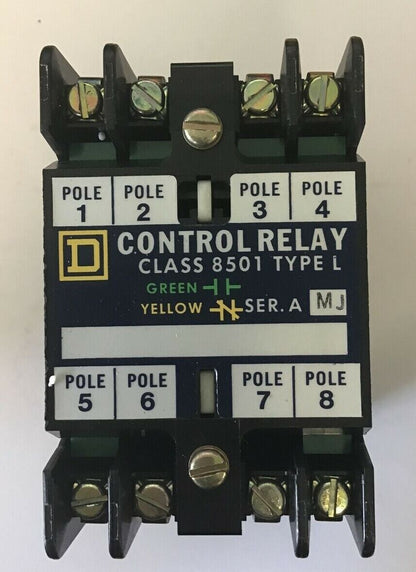 POLE 1 POLE 2 POLE 3 POLE 4
D CONTROL RELAY
CLASS 8501 TYPE L
GREEN
YELLOW SER. A MJ
POLE 5 POLE 6 POLE 7 POLE 8